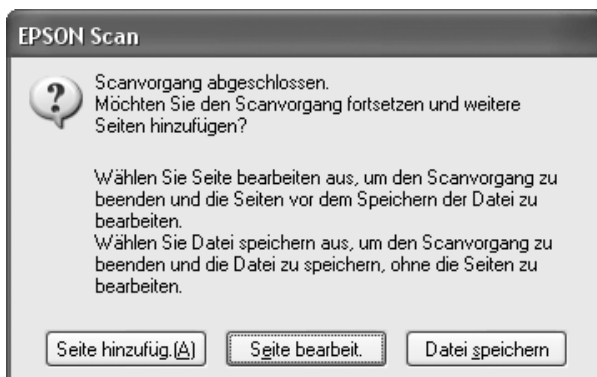 EPSON Scan
Scanvorgang abgeschlossen.
Möchten Sie den Scanvorgang fortsetzen und weitere
Seiten hinzufügen?
Wählen Sie Seite bearbeiten aus, um den Scanvorgang zu
beenden und die Seiten vor dem Speichern der Datei zu
bearbeiten.
Wählen Sie Datei speichern aus, um den Scanvorgang zu
beenden und die Datei zu speichern, ohne die Seiten zu
bearbeiten.
Seite hinzufüg.(A) Seite bearbeit. Datei speichern